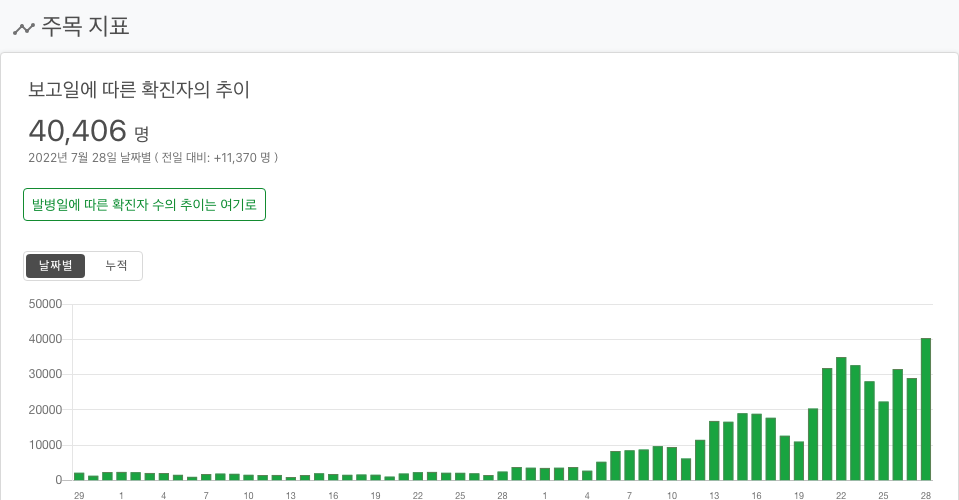 주목 지표
보고일에 따른 확진자의 추이
40,406 명
2022년 7월 28일 날짜별 ( 전일 대비: +11,370 명 )
발병일에 따른 확진자 수의 추이는 여기로
날짜별 누적
50000
40000
30000
20000
10000
0
29 1 4 7 10 13 16 19 22 25 28 1 4 7 10 13 16 19 22 25 28